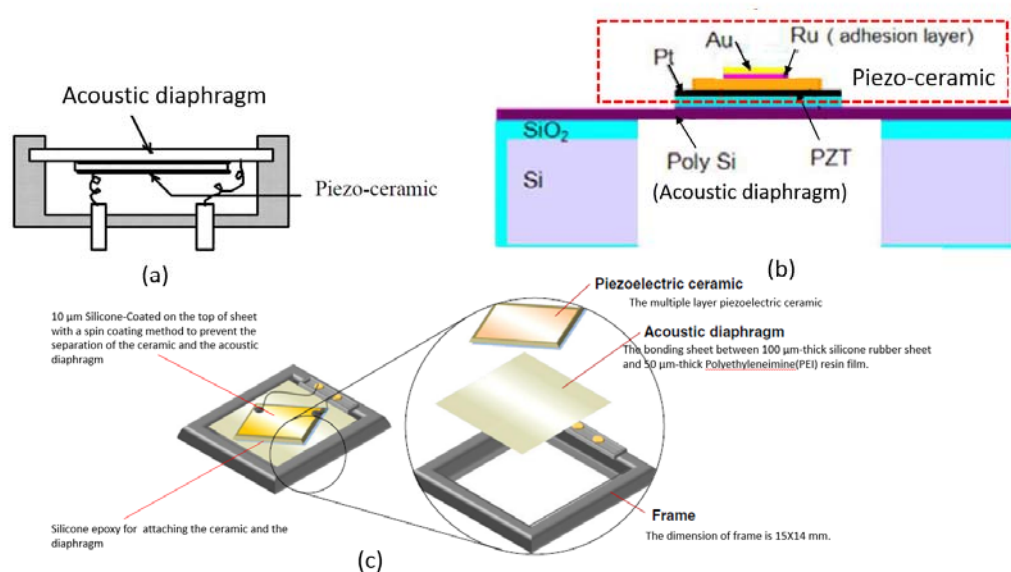 Acoustic diaphragm
Piezo-ceramic
(a)
Au
Ru ( adhesion layer)
Pt
Piezo-ceramic
SiO₂
Poly Si
PZT
Si
(Acoustic diaphragm)
(b)
10 µm Silicone-Coated on the top of sheet
with a spin coating method to prevent the
separation of the ceramic and the acoustic
diaphragm
Silicone epoxy for attaching the ceramic and the
diaphragm
Piezoelectric ceramic
The multiple layer piezoelectric ceramic
Acoustic diaphragm
The bonding sheet between 100 µm-thick silicone rubber sheet
and 50 µm-thick Polyethyleneimine(PEI) resin film.
Frame
The dimension of frame is 15X14 mm.
(c)